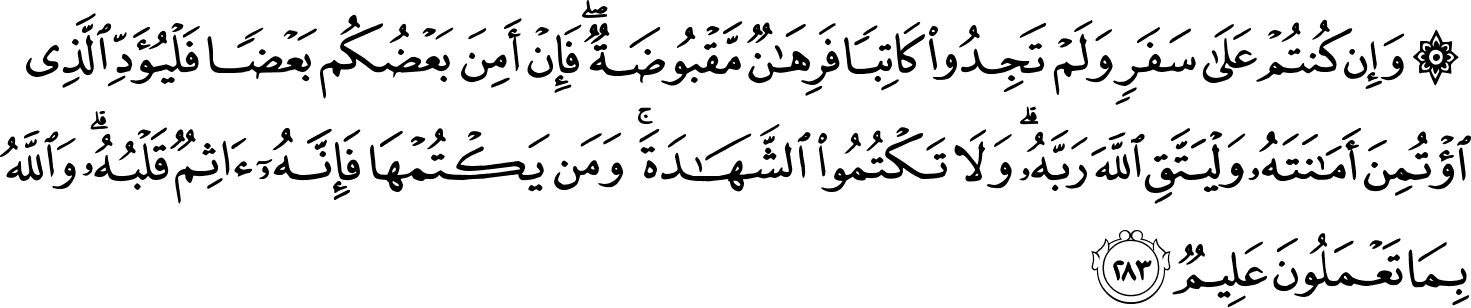 ۞ وَإِن كُنتُمْ عَلَىٰ سَفَرٍ وَلَمْ تَجِدُوا۟ كَاتِبًا فَرِهَـٰنٌ مَّقْبُوضَةٌ ۖ فَإِنْ أَمِنَ بَعْضُكُم بَعْضًا فَلْيُؤَدِّ ٱلَّذِى
ٱؤْتُمِنَ أَمَـٰنَتَهُۥ وَلْيَتَّقِ ٱللَّهَ رَبَّهُۥ ۗ وَلَا تَكْتُمُوا۟ ٱلشَّهَـٰدَةَ ۚ وَمَن يَكْتُمْهَا فَإِنَّهُۥٓ ءَاثِمٌ قَلْبُهُۥ ۗ وَٱللَّهُ
بِمَا تَعْمَلُونَ عَلِيمٌ ٢٨٣